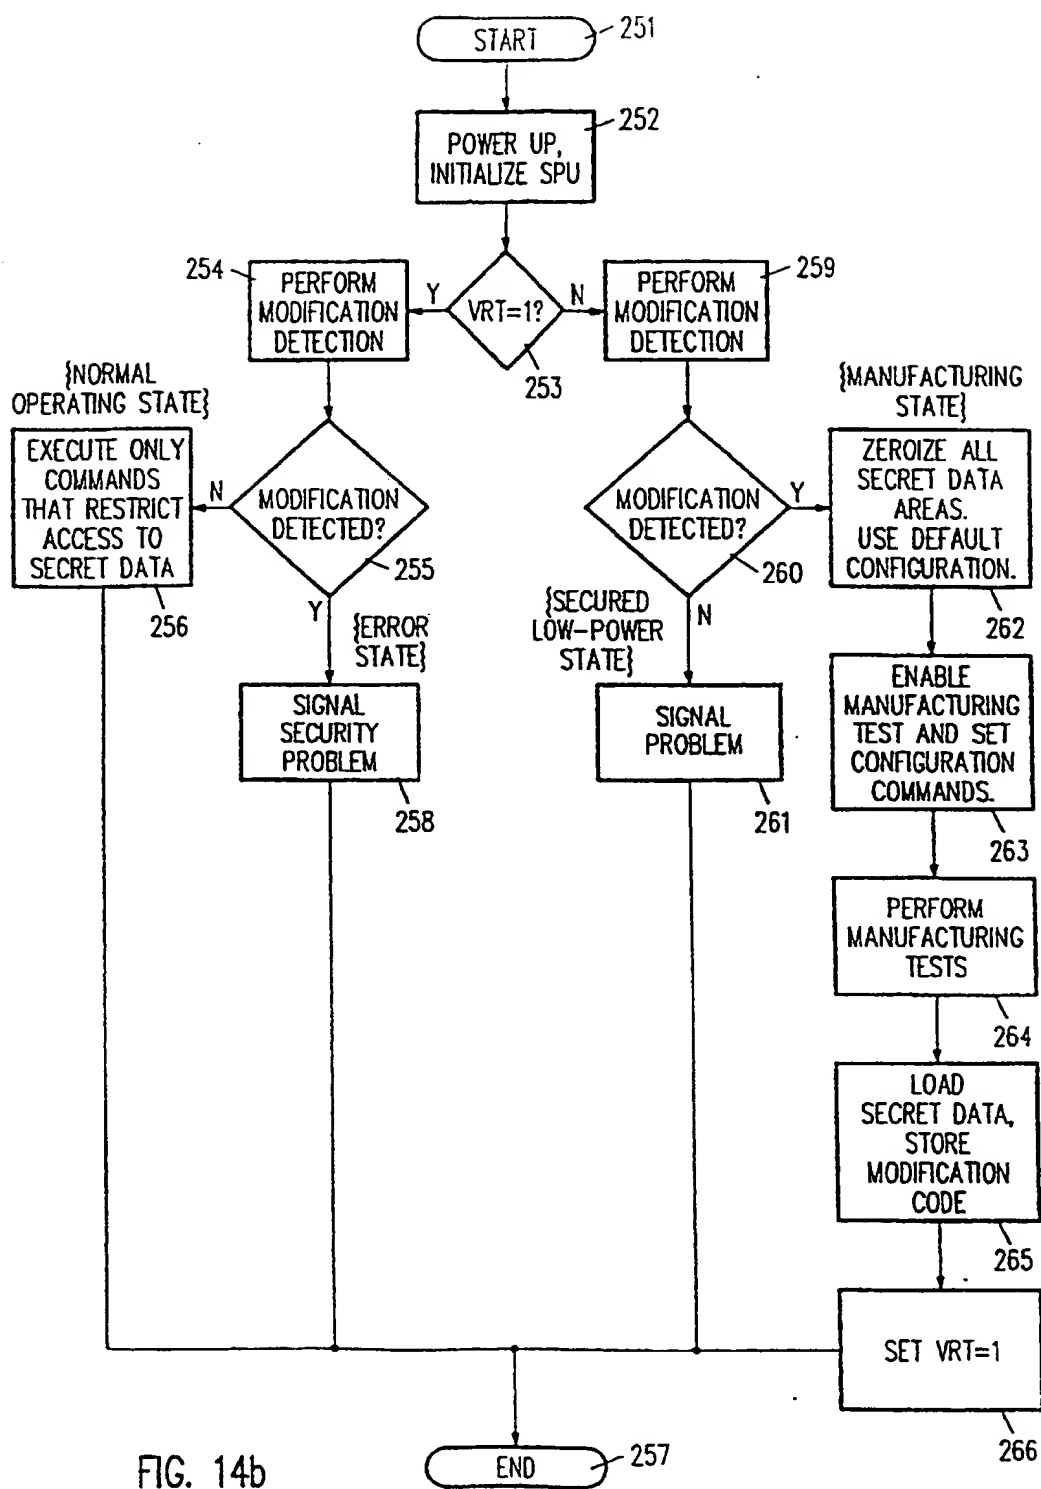 START
251
POWER UP,
INITIALIZE SPU
252
VRT=1?
253
Y
N
254
PERFORM
MODIFICATION
DETECTION
259
PERFORM
MODIFICATION
DETECTION
{NORMAL
OPERATING STATE}
EXECUTE ONLY
COMMANDS
THAT RESTRICT
ACCESS TO
SECRET DATA
256
N
MODIFICATION
DETECTED?
255
Y
{ERROR
STATE}
SIGNAL
SECURITY
PROBLEM
258
MODIFICATION
DETECTED?
260
Y
N
{SECURED
LOW-POWER
STATE}
SIGNAL
PROBLEM
261
{MANUFACTURING
STATE}
ZEROIZE ALL
SECRET DATA
AREAS.
USE DEFAULT
CONFIGURATION.
262
ENABLE
MANUFACTURING
TEST AND SET
CONFIGURATION
COMMANDS.
263
PERFORM
MANUFACTURING
TESTS
264
LOAD
SECRET DATA,
STORE
MODIFICATION
CODE
265
SET VRT=1
266
END
257
FIG. 14b